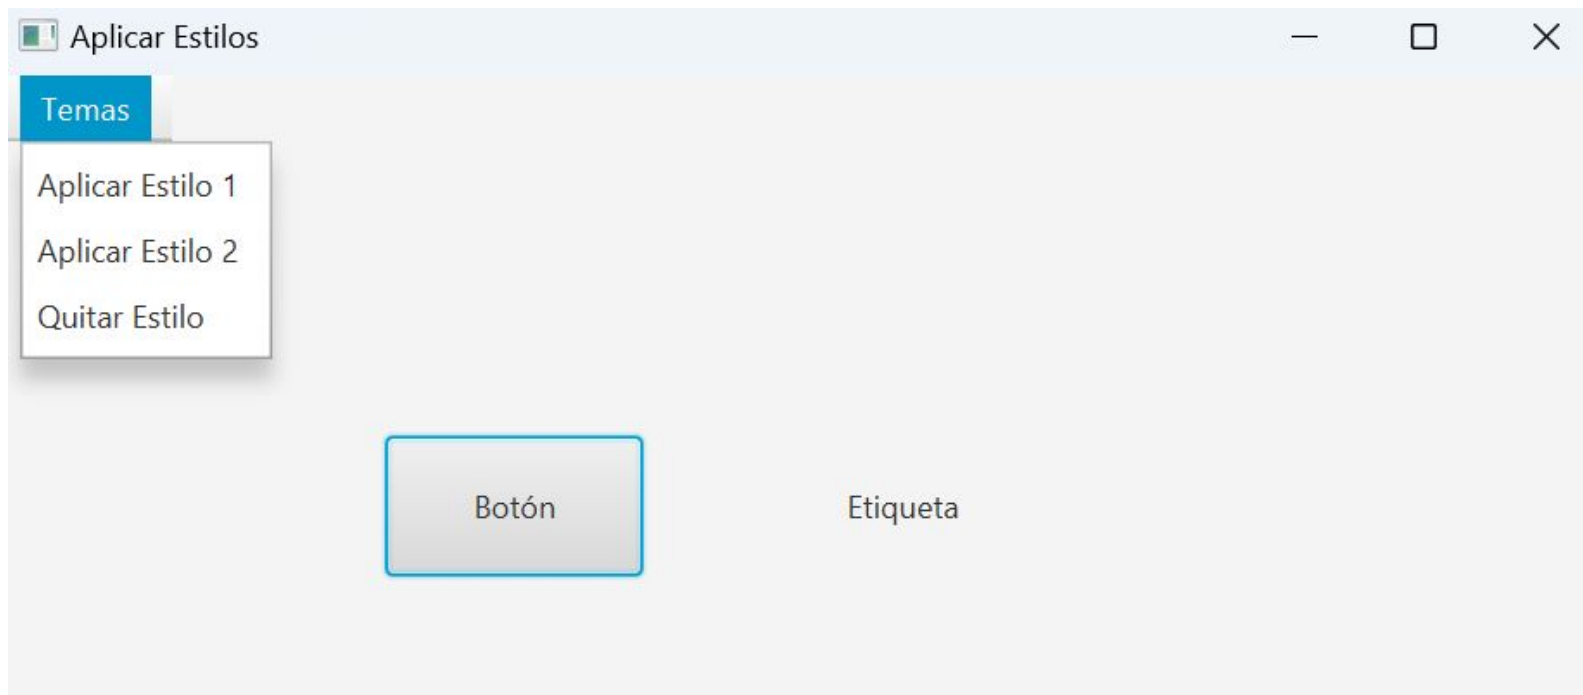 Aplicar Estilos
Temas
Aplicar Estilo 1
Aplicar Estilo 2
Quitar Estilo
Botón
Etiqueta